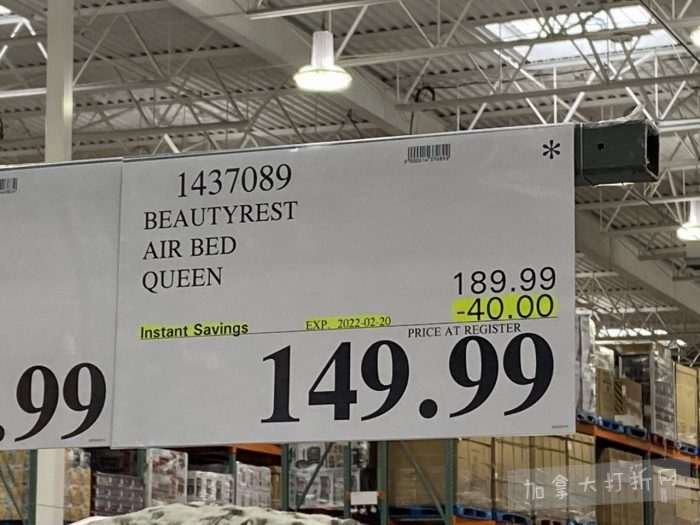 1437089
*
BEAUTYREST
AIR BED
QUEEN
189.99
-40.00
Instant Savings
EXP. 2022-02-20
PRICE AT REGISTER
149.99
.99
加拿大打折网